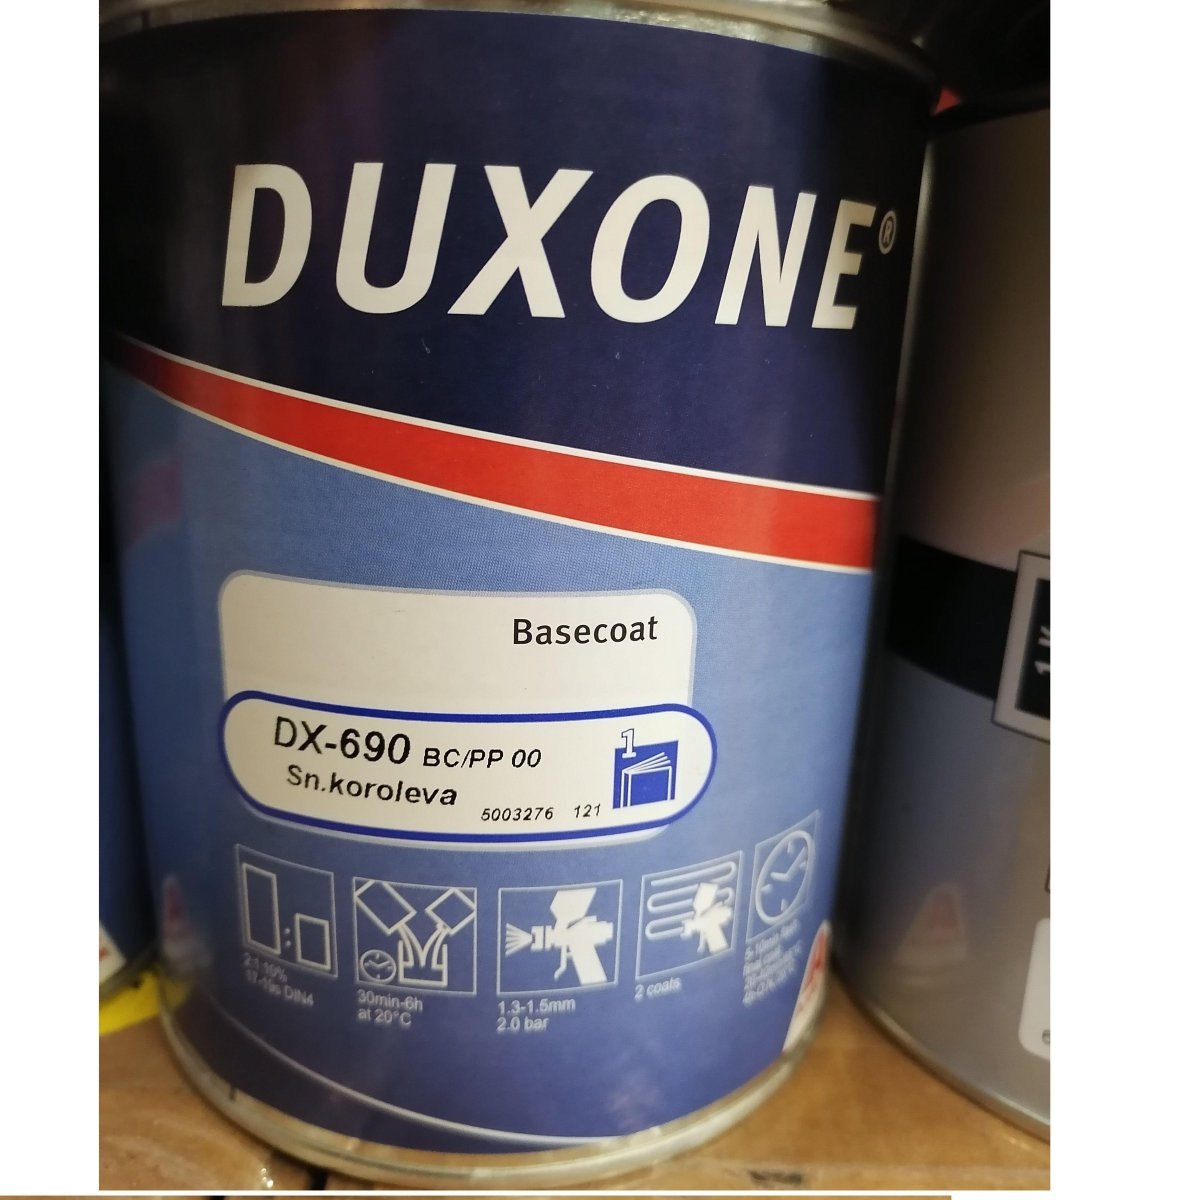 DUXONE®
Basecoat
DX-690 BC/PP 00
1
Sn.koroleva
5003276 121
30min-6h
at 20°C
1.3-1.5mm
2.0 bar
2 coats